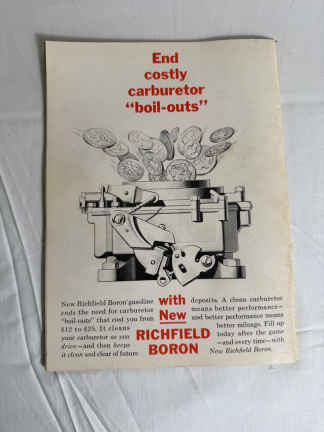 End
costly
carburetor
"boil-outs"
New Richfield Boron gasoline
ends the need for carburetor
"boil-outs" that cost you from
$12 to $25. It cleans
your carburetor as you
drive—and then keeps
it clean and clear of future
with
New
RICHFIELD
BORON
deposits. A clean carburetor
means better performance—
and better performance means
better mileage. Fill up
today after the game
—and every time—with
New Richfield Boron.